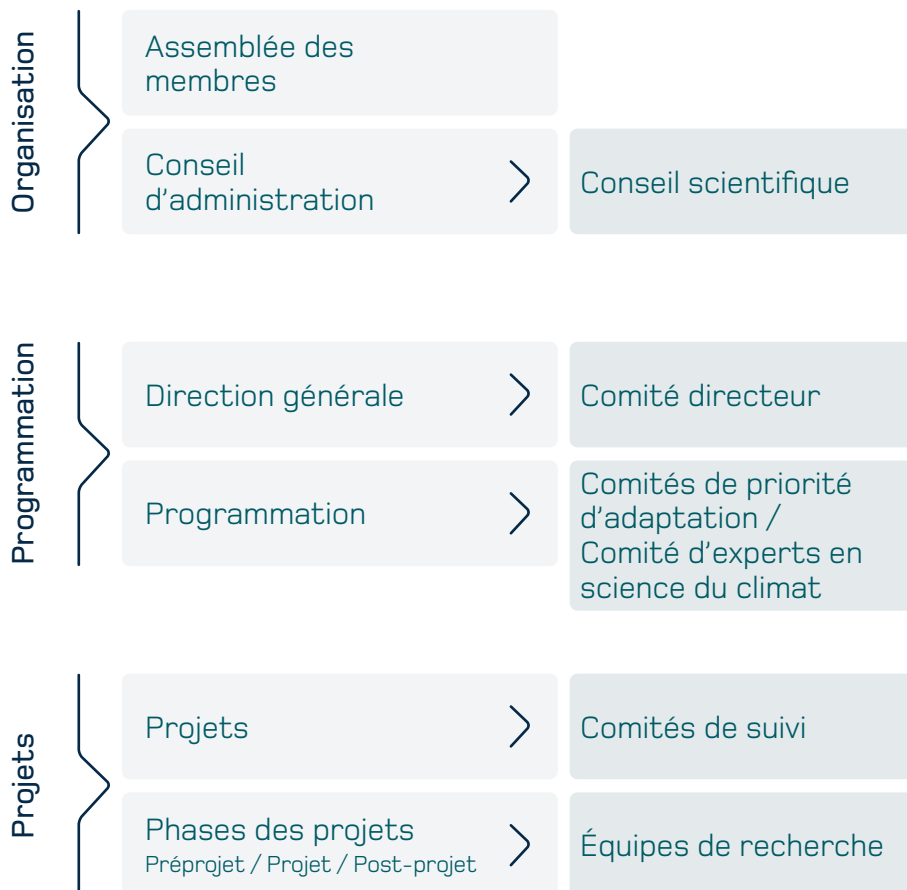 Organisation
Assemblée des
membres
Conseil
d’administration
Conseil scientifique
Programmation
Direction générale
Comité directeur
Programmation
Comités de priorité
d’adaptation /
Comité d’experts en
science du climat
Projets
Projets
Comités de suivi
Phases des projets
Préprojet / Projet / Post-projet
Équipes de recherche